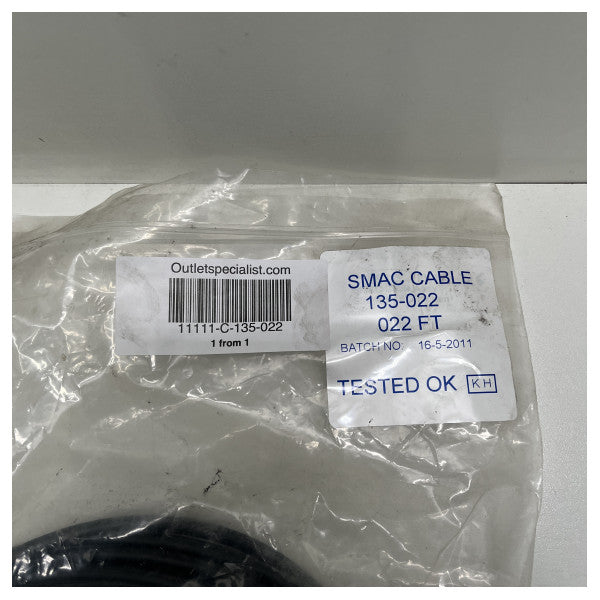 Outletspecialist.com
11111-C-135-022
1 from 1
SMAC CABLE
135-022
022 FT
BATCH NO. 16-5-2011
TESTED OK KH